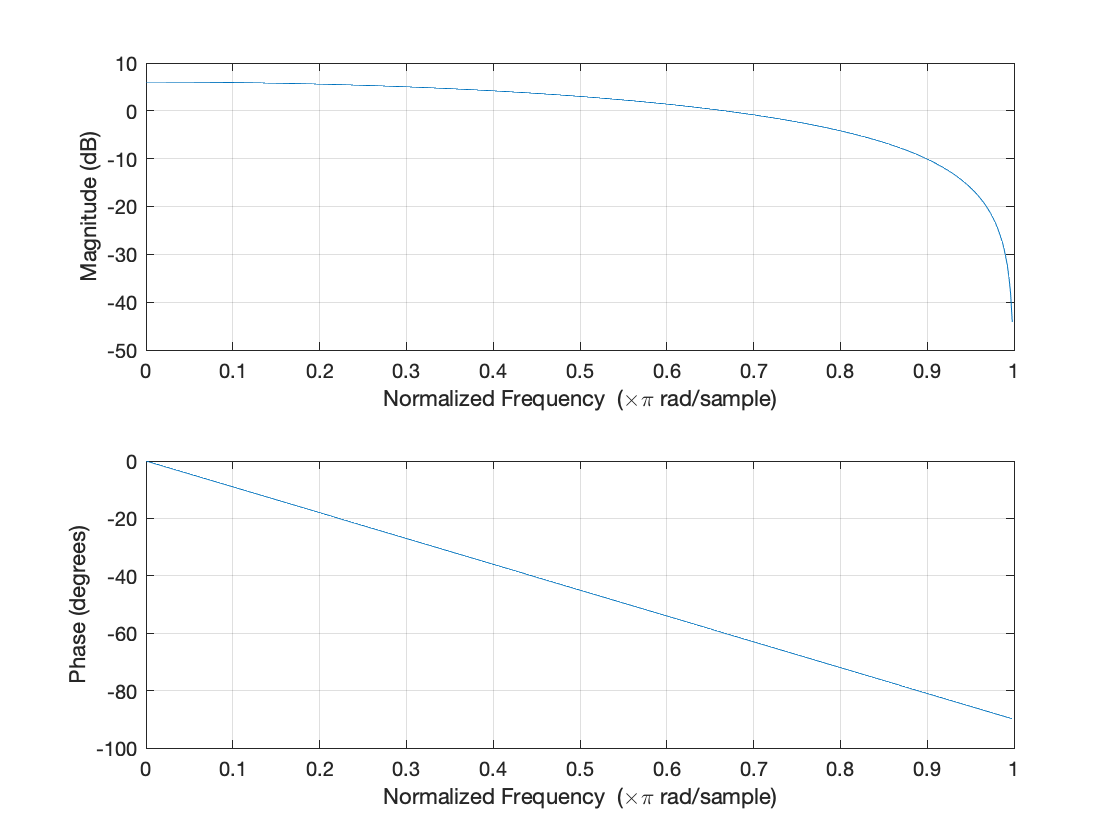 10
0
-10
-20
-30
-40
-50
Magnitude (dB)
0 0.1 0.2 0.3 0.4 0.5 0.6 0.7 0.8 0.9 1
Normalized Frequency (×π rad/sample)
0
-20
-40
-60
-80
-100
Phase (degrees)
0 0.1 0.2 0.3 0.4 0.5 0.6 0.7 0.8 0.9 1
Normalized Frequency (×π rad/sample)